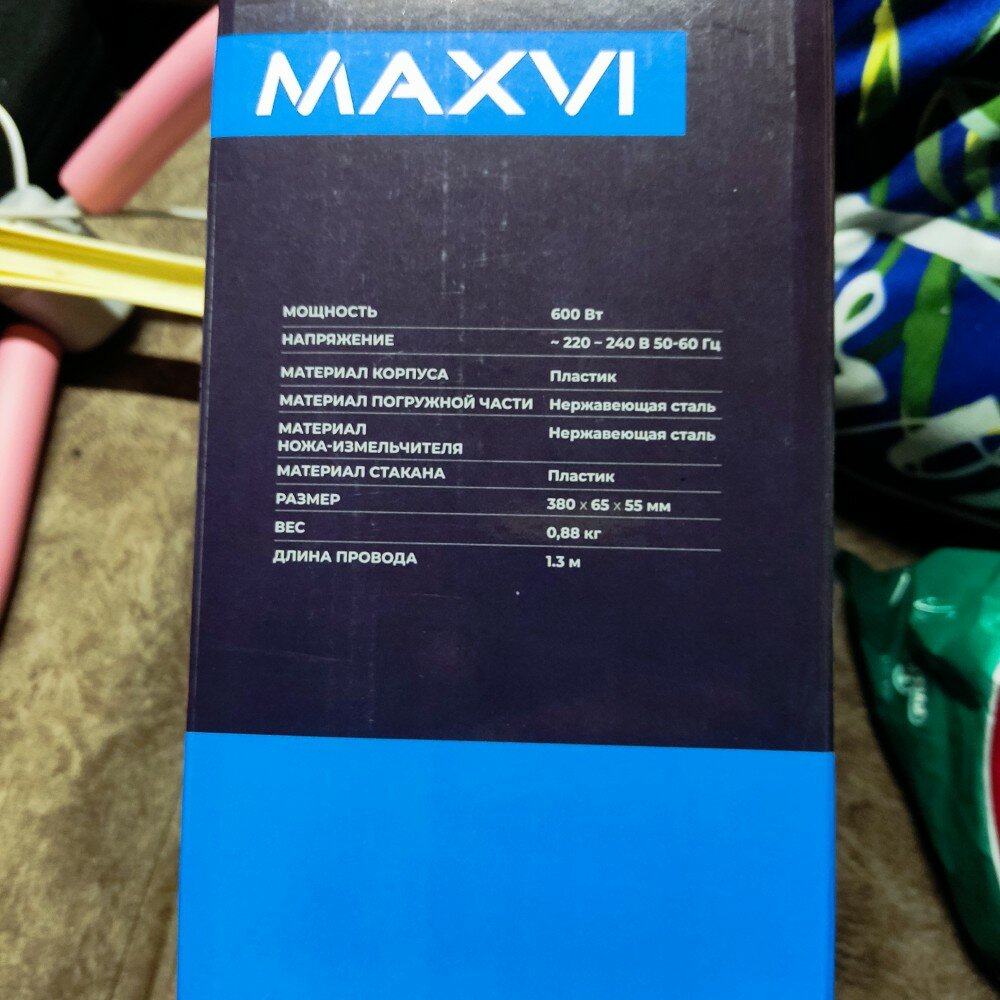 MAXVI
МОЩНОСТЬ 600 Вт
НАПРЯЖЕНИЕ ~ 220 – 240 В 50-60 Гц
МАТЕРИАЛ КОРПУСА Пластик
МАТЕРИАЛ ПОГРУЖНОЙ ЧАСТИ Нержавеющая сталь
МАТЕРИАЛ Нержавеющая сталь
НОЖА-ИЗМЕЛЬЧИТЕЛЯ
МАТЕРИАЛ СТАКАНА Пластик
РАЗМЕР 380 x 65 x 55 мм
ВЕС 0,88 кг
ДЛИНА ПРОВОДА 1.3 м